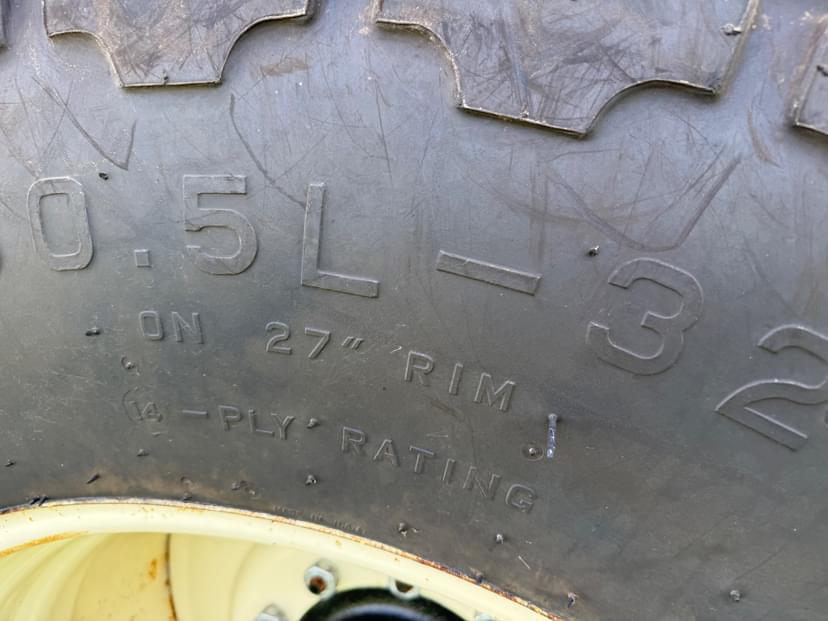 0.5L-32
ON 27" RIM
14-PLY RATING